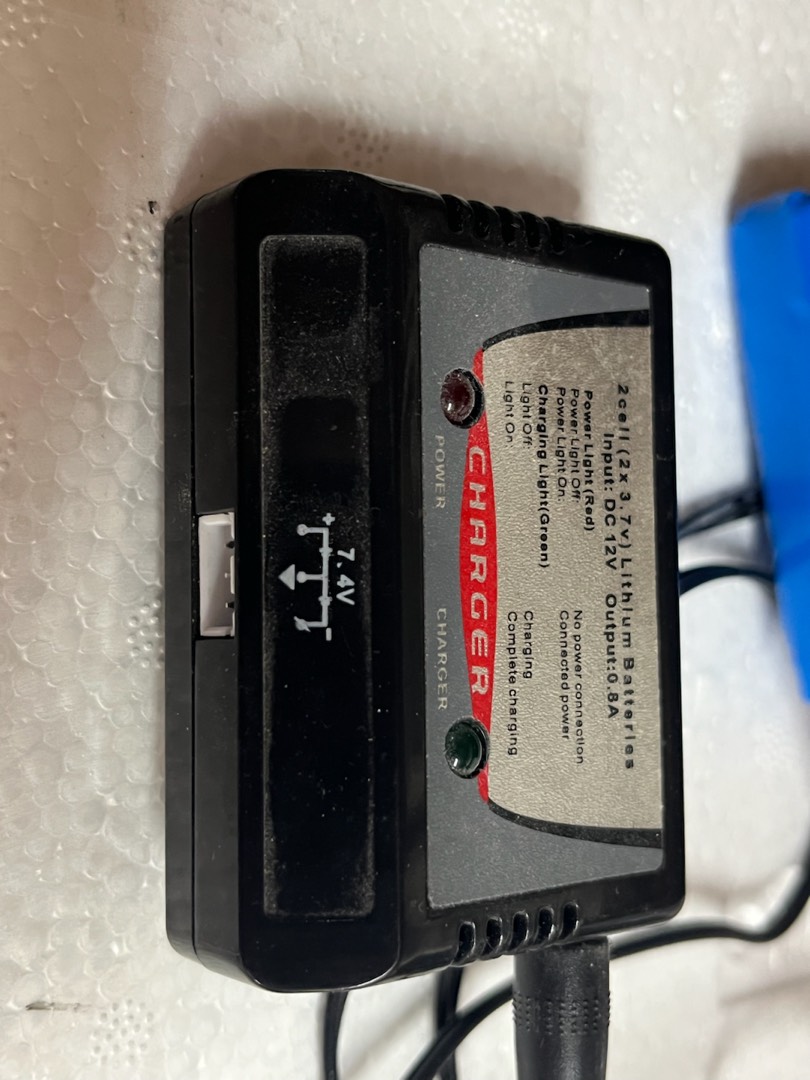 2cell (2x 3.7v) Lithium Batteries
Input: DC 12V Output:0.8A
Power Light (Red)
Power Light Off: No power connection
Power Light On: Connected power
Charging Light(Green)
Light Off: Charging
Light On: Complete charging
CHARGER
POWER CHARGER
7.4V
+ -